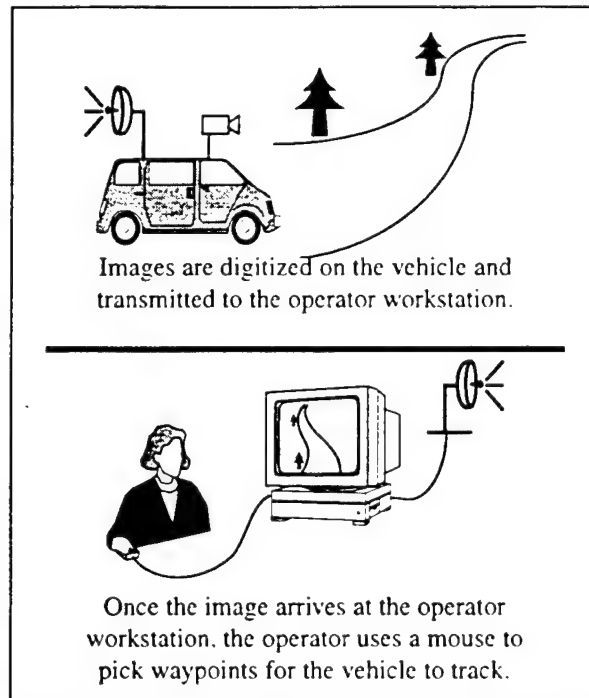 Images are digitized on the vehicle and
transmitted to the operator workstation.
Once the image arrives at the operator
workstation, the operator uses a mouse to
pick waypoints for the vehicle to track.